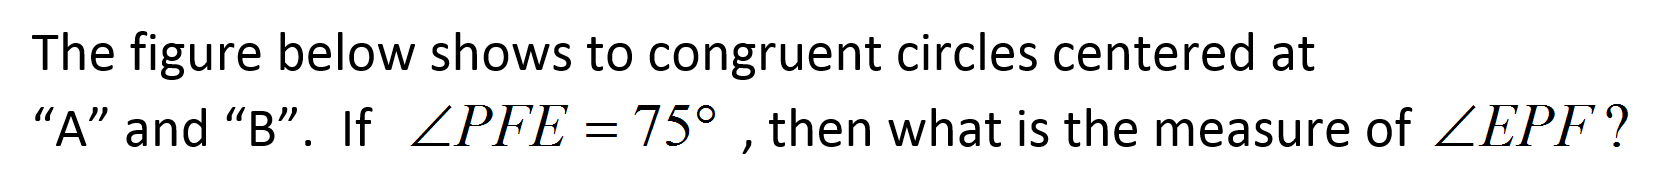 The figure below shows to congruent circles centered at
“A” and “B”. If ∠PFE = 75° , then what is the measure of ∠EPF ?